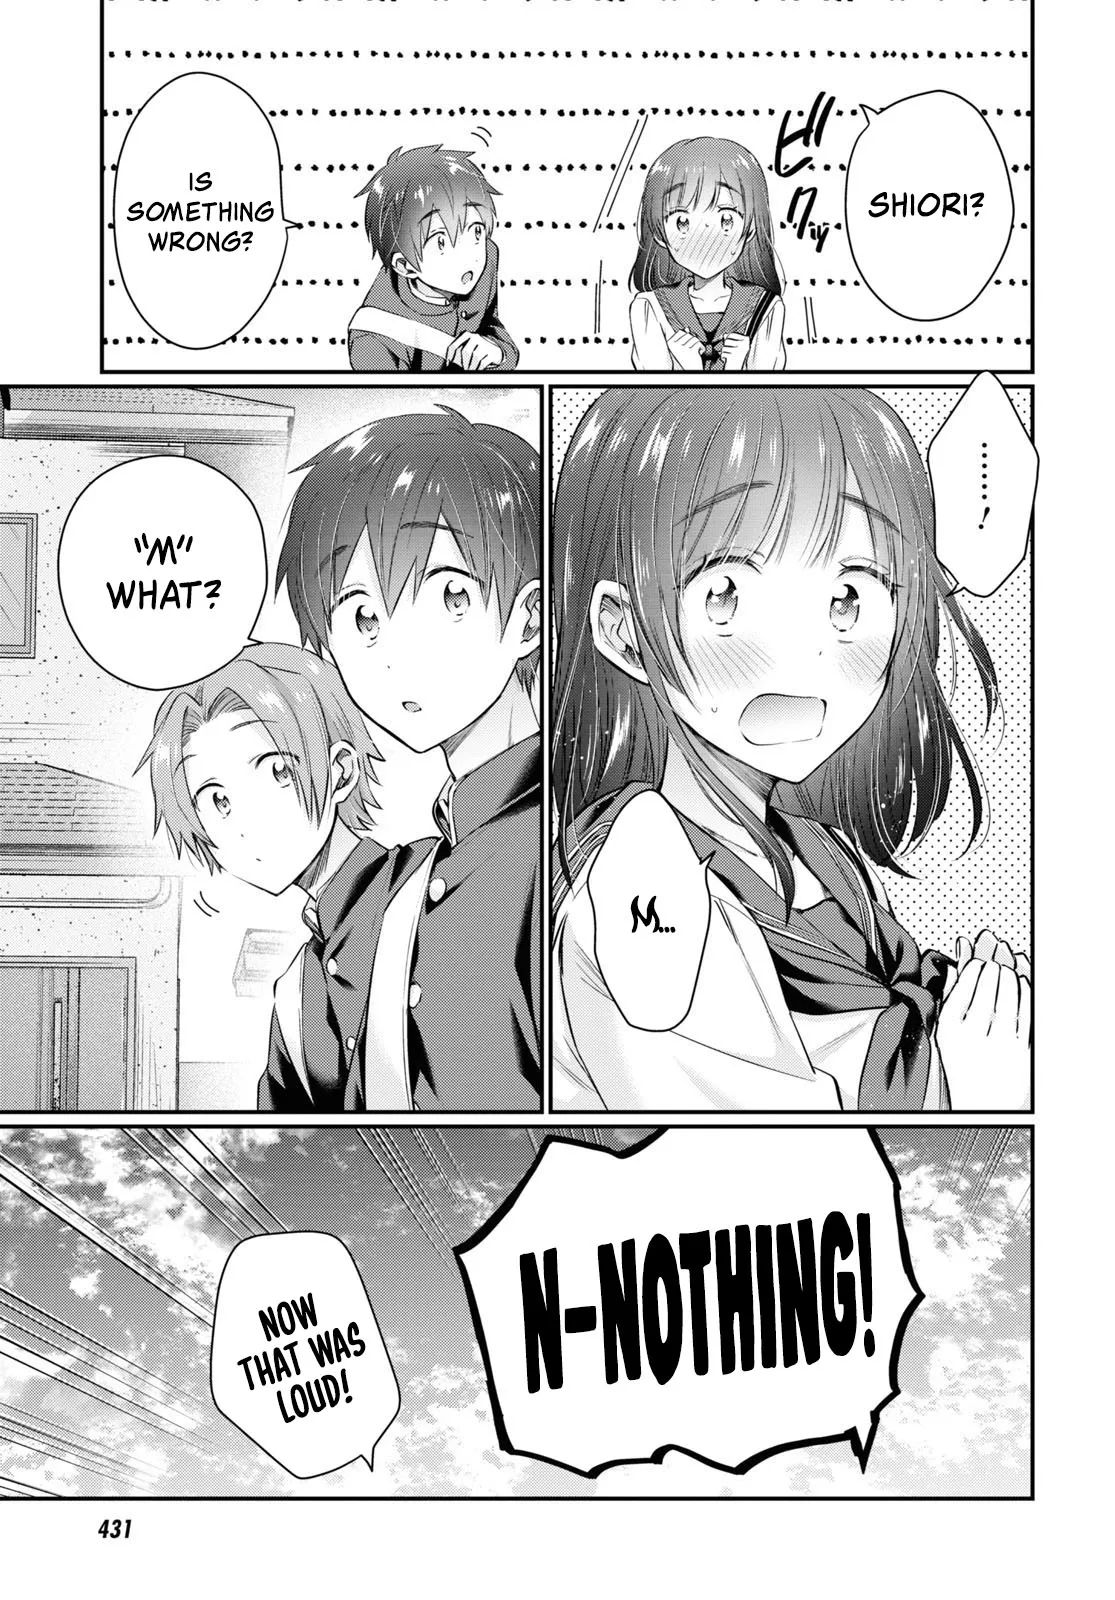 SHIORI?
ビ
クッ
IS
SOMETHING
WRONG?
......!
M...
"M"
WHAT?
N-NOTHING!
NOW
THAT WAS
LOUD!
431